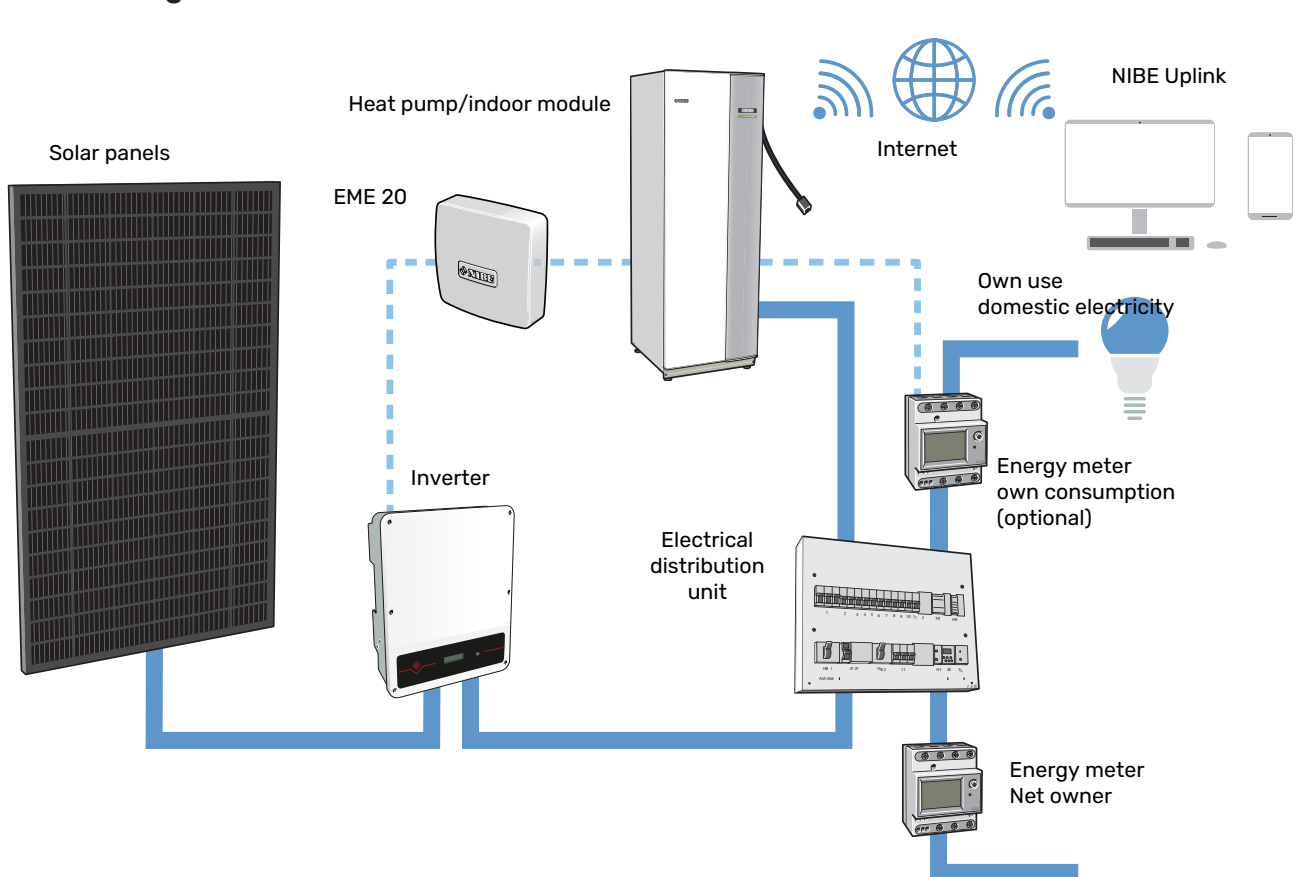 Heat pump/indoor module
NIBE Uplink
Internet
Solar panels
EME 20
NIBE
Own use
domestic electricity
Inverter
Energy meter
own consumption
(optional)
Electrical
distribution
unit
Energy meter
Net owner